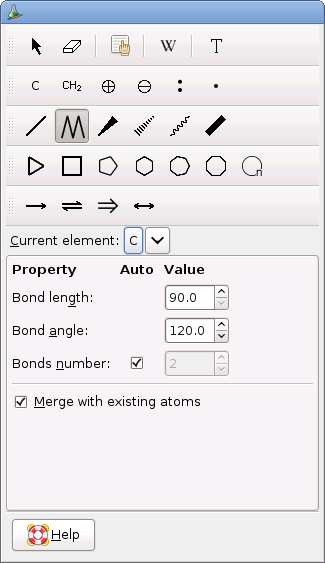 W T
C CH2
n
Current element: C
Property Auto Value
Bond length: 90.0
Bond angle: 120.0
Bonds number: 2
Merge with existing atoms
Help